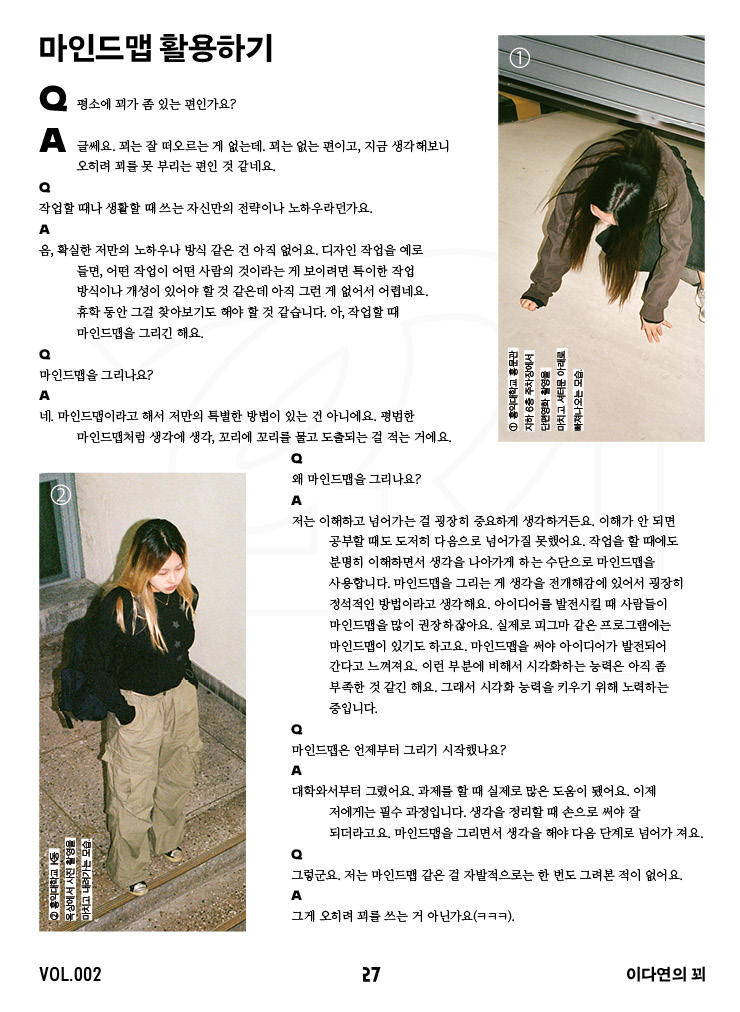 마인드맵 활용하기
Q 평소에 꾀가 좀 있는 편인가요?
A 글쎄요. 꾀는 잘 떠오르는 게 없는데. 꾀는 없는 편이고, 지금 생각해보니
오히려 꾀를 못 부리는 편인 것 같네요.
Q
작업할 때나 생활할 때 쓰는 자신만의 전략이나 노하우라던가요.
A
음, 확실한 저만의 노하우나 방식 같은 건 아직 없어요. 디자인 작업을 예로
들면, 어떤 작업이 어떤 사람의 것이라는 게 보이려면 특이한 작업
방식이나 개성이 있어야 할 것 같은데 아직 그런 게 없어서 어렵네요.
휴학 동안 그걸 찾아보기도 해야 할 것 같습니다. 아, 작업할 때
마인드맵을 그리긴 해요.
Q
마인드맵을 그리나요?
A
네. 마인드맵이라고 해서 저만의 특별한 방법이 있는 건 아니에요. 평범한
마인드맵처럼 생각에 생각, 꼬리에 꼬리를 물고 도출되는 걸 적는 거에요.
①
① 홍익대학교 홍문관
지하 6층 주차장에서
단편영화 촬영을
마치고 셔터문 아래로
빠져나오는 모습.
②
② 홍익대학교 K동
옥상에서 사진 촬영을
마치고 내려가는 모습.
Q
왜 마인드맵을 그리나요?
A
저는 이해하고 넘어가는 걸 굉장히 중요하게 생각하거든요. 이해가 안 되면
공부할 때도 도저히 다음으로 넘어가질 못했어요. 작업을 할 때에도
분명히 이해하면서 생각을 나아가게 하는 수단으로 마인드맵을
사용합니다. 마인드맵을 그리는 게 생각을 전개해감에 있어서 굉장히
정석적인 방법이라고 생각해요. 아이디어를 발전시킬 때 사람들이
마인드맵을 많이 권장하잖아요. 실제로 피그마 같은 프로그램에는
마인드맵이 있기도 하고요. 마인드맵을 써야 아이디어가 발전되어
간다고 느껴져요. 이런 부분에 비해서 시각화하는 능력은 아직 좀
부족한 것 같긴 해요. 그래서 시각화 능력을 키우기 위해 노력하는
중입니다.
Q
마인드맵은 언제부터 그리기 시작했나요?
A
대학와서부터 그렸어요. 과제를 할 때 실제로 많은 도움이 됐어요. 이제
저에게는 필수 과정입니다. 생각을 정리할 때 손으로 써야 잘
되더라고요. 마인드맵을 그리면서 생각을 해야 다음 단계로 넘어가 져요.
Q
그렇군요. 저는 마인드맵 같은 걸 자발적으로는 한 번도 그려본 적이 없어요.
A
그게 오히려 꾀를 쓰는 거 아닌가요(ㅋㅋㅋ).
VOL.002
27
이다연의 꾀